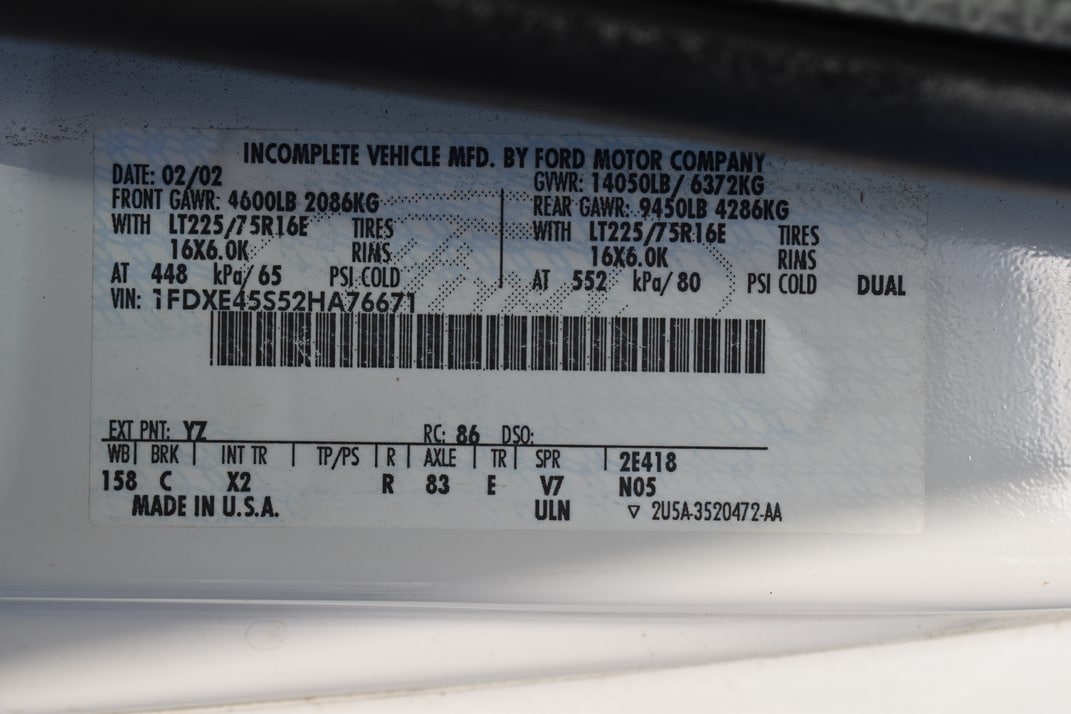 INCOMPLETE VEHICLE MFD. BY FORD MOTOR COMPANY
DATE: 02/02 GVWR: 14050LB/ 6372KG
FRONT GAWR: 4600LB 2086KG REAR GAWR: 9450LB 4286KG
WITH LT225/75R16E TIRES WITH LT225/75R16E TIRES
16X6.0K RIMS 16X6.0K RIMS
AT 448 kPa/ 65 PSI COLD AT 552 kPa/ 80 PSI COLD DUAL
VIN: 1FDXE45S52HA76671
EXT PNT: YZ RC: 86 DSO:
WB BRK INT TR TP/PS R AXLE TR SPR 2E418
158 C X2 R 83 E V7 N05
MADE IN U.S.A. ULN ▽ 2U5A-3520472-AA